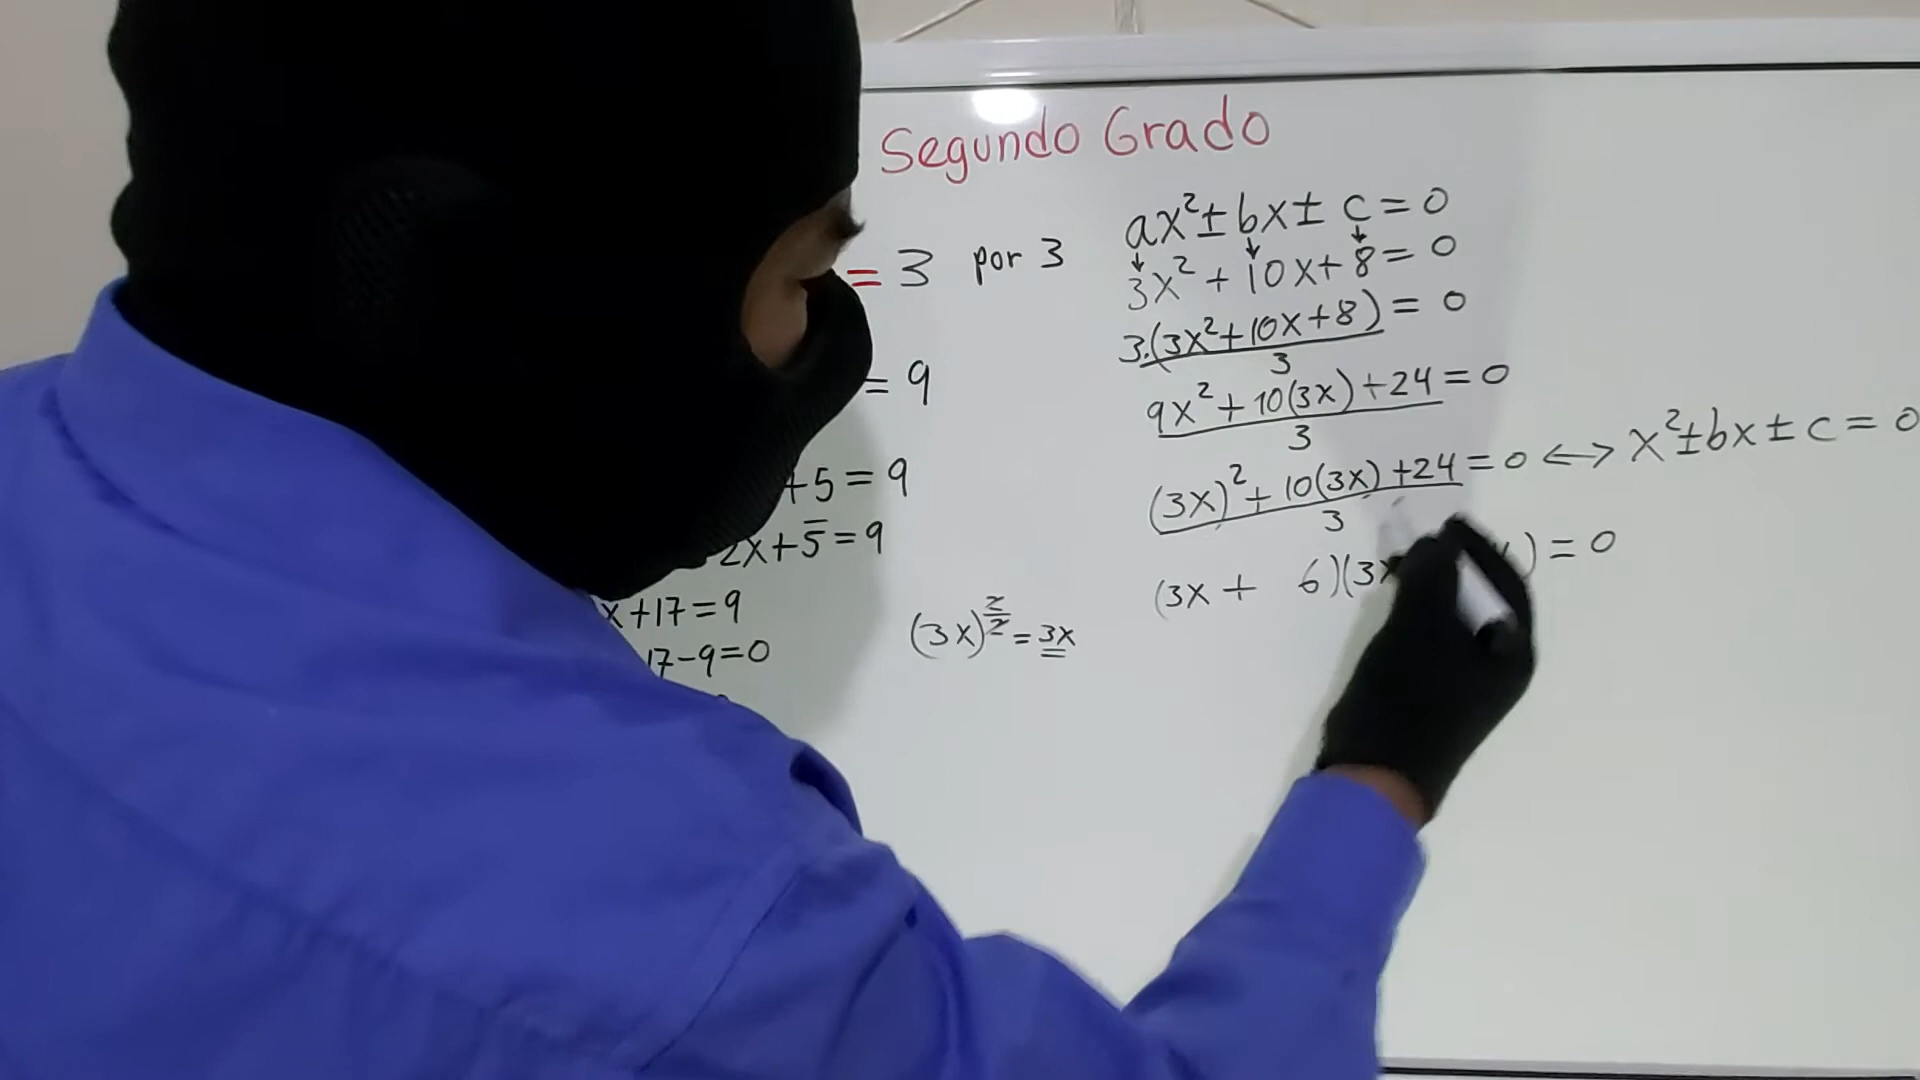 Segundo Grado
= 3 por 3
= 9
+5 = 9
2x+5 = 9
x+17 = 9
17-9=0
(3x)^(2/2) = 3x
ax²±bx± c = 0
3x² + 10x+ 8 = 0
3.(3x²+10x+8) = 0
3
9x²+10(3x)+24 = 0
3
(3x)²+10(3x)+24 = 0 ↔ x²±bx±c = 0
3
(3x + 6)(3x ) = 0